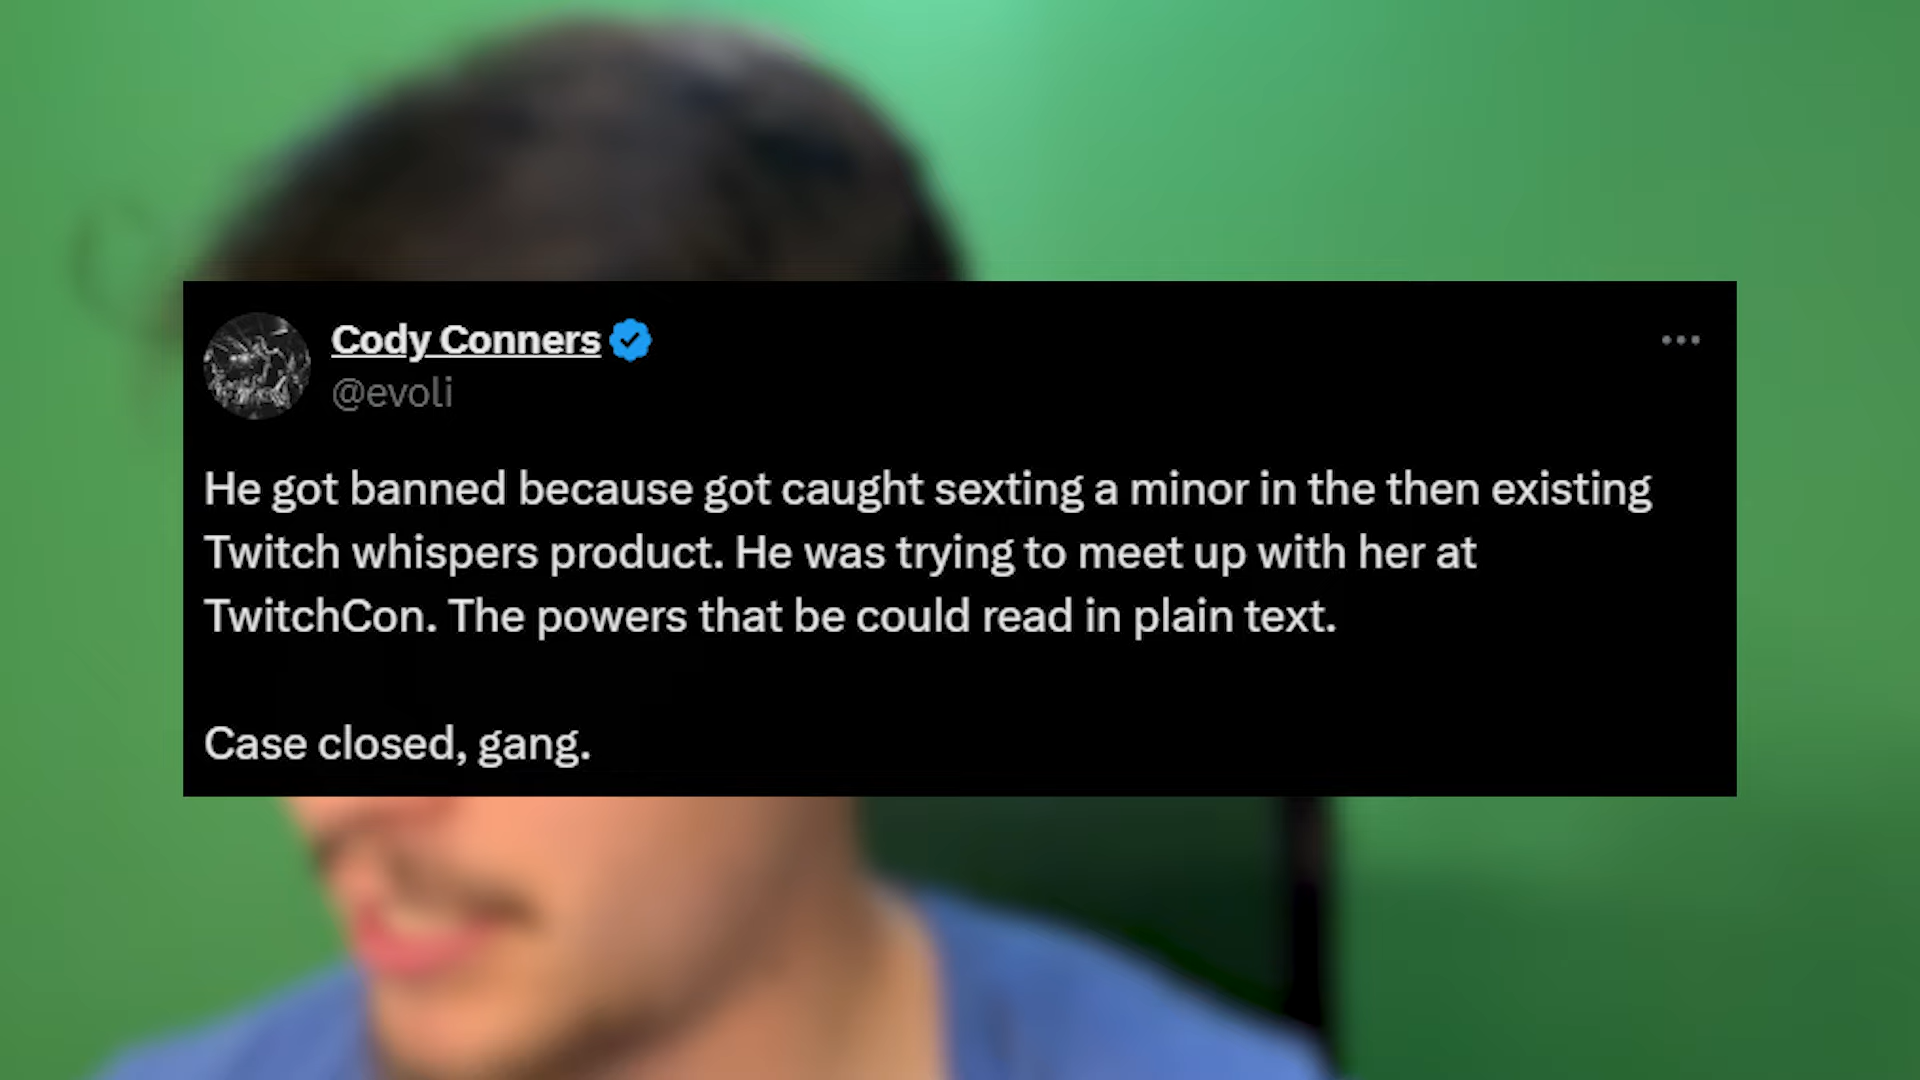 Cody Conners
@evoli
He got banned because got caught sexting a minor in the then existing
Twitch whispers product. He was trying to meet up with her at
TwitchCon. The powers that be could read in plain text.
Case closed, gang.